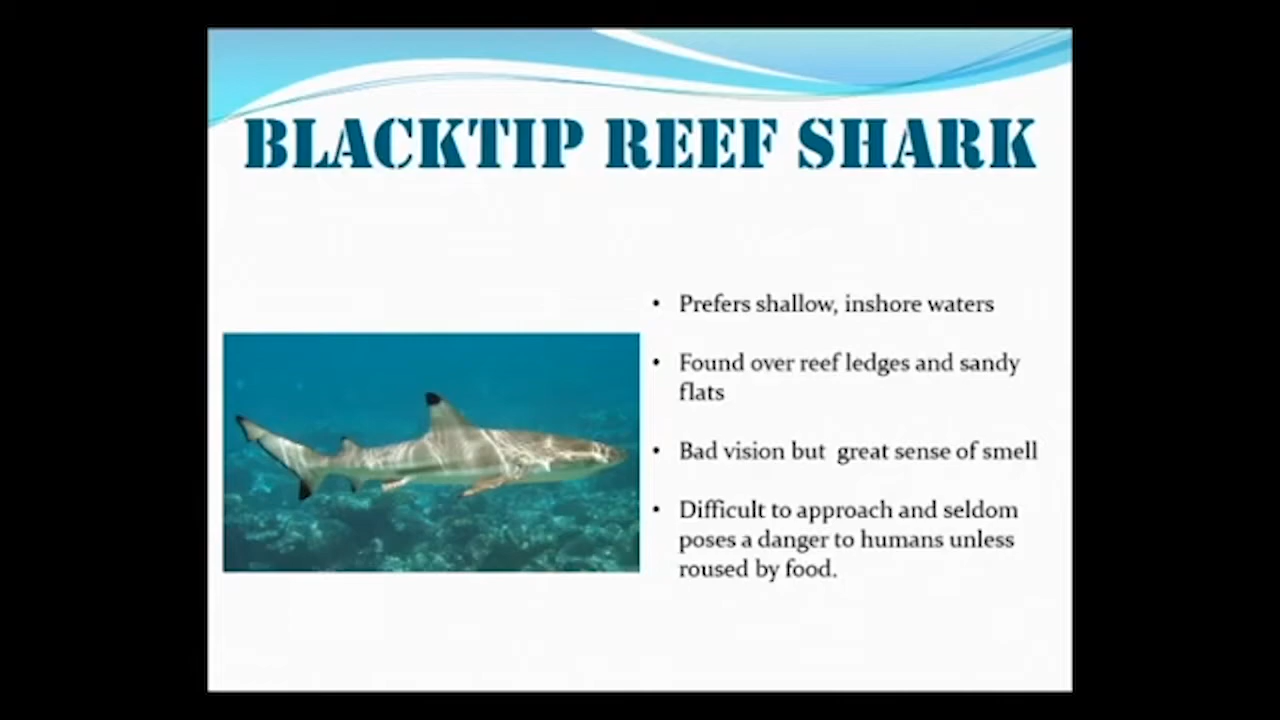 BLACKTIP REEF SHARK
• Prefers shallow, inshore waters
• Found over reef ledges and sandy
flats
• Bad vision but great sense of smell
• Difficult to approach and seldom
poses a danger to humans unless
roused by food.